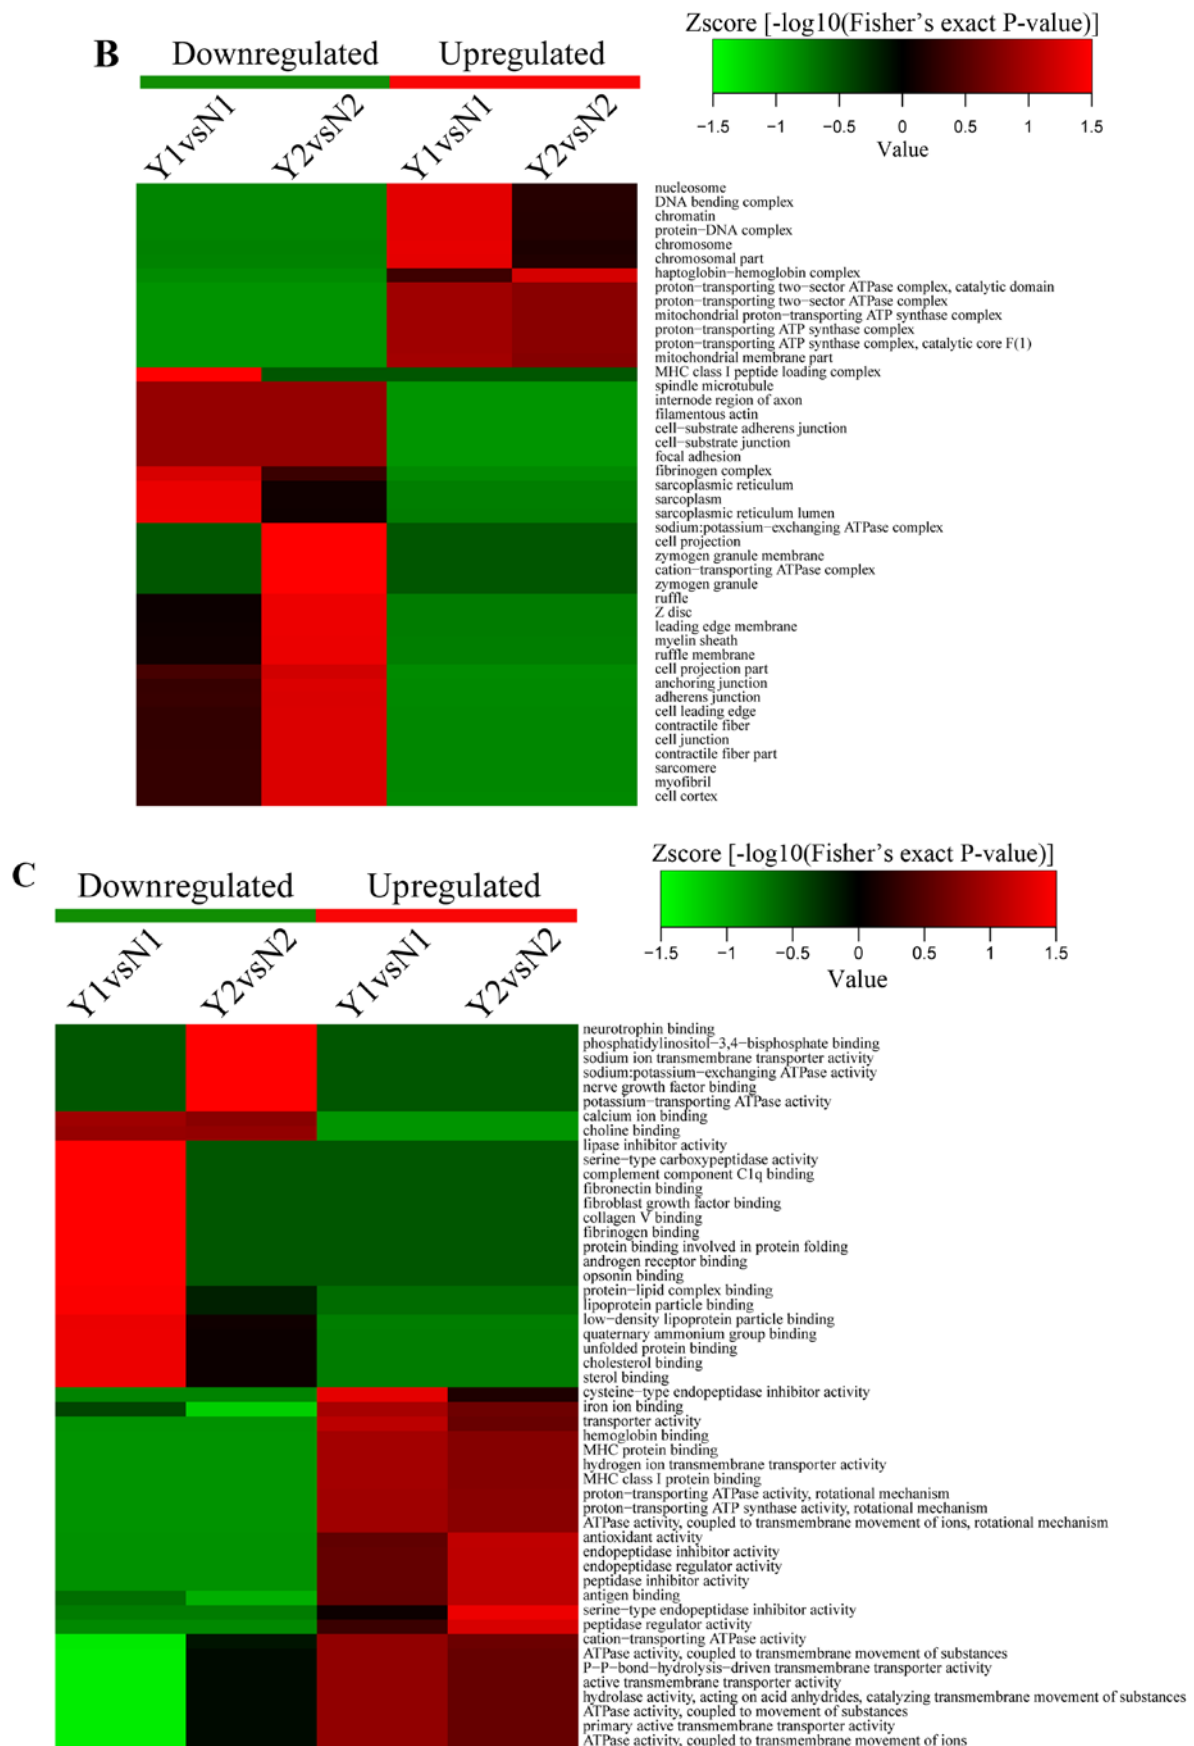 Zscore [-log10(Fisher’s exact P-value)]
B
Downregulated Upregulated
Y1vsN1 Y2vsN2 Y1vsN1 Y2vsN2
−1.5 −1 −0.5 0 0.5 1 1.5
Value
nucleosome
DNA bending complex
chromatin
protein−DNA complex
chromosome
chromosomal part
haptoglobin−hemoglobin complex
proton−transporting two−sector ATPase complex, catalytic domain
proton−transporting two−sector ATPase complex
mitochondrial proton−transporting ATP synthase complex
proton−transporting ATP synthase complex
proton−transporting ATP synthase complex, catalytic core F(1)
mitochondrial membrane part
MHC class I peptide loading complex
spindle microtubule
internode region of axon
filamentous actin
cell−substrate adherens junction
cell−substrate junction
focal adhesion
fibrinogen complex
sarcoplasmic reticulum
sarcoplasm
sarcoplasmic reticulum lumen
sodium:potassium−exchanging ATPase complex
cell projection
zymogen granule membrane
cation−transporting ATPase complex
zymogen granule
ruffle
Z disc
leading edge membrane
myelin sheath
ruffle membrane
cell projection part
anchoring junction
adherens junction
cell leading edge
contractile fiber
cell junction
contractile fiber part
sarcomere
myofibril
cell cortex
Zscore [-log10(Fisher’s exact P-value)]
C
Downregulated Upregulated
Y1vsN1 Y2vsN2 Y1vsN1 Y2vsN2
−1.5 −1 −0.5 0 0.5 1 1.5
Value
neurotrophin binding
phosphatidylinositol−3,4−bisphosphate binding
sodium ion transmembrane transporter activity
sodium:potassium−exchanging ATPase activity
nerve growth factor binding
potassium−transporting ATPase activity
calcium ion binding
choline binding
lipase inhibitor activity
serine−type carboxypeptidase activity
complement component C1q binding
fibronectin binding
fibroblast growth factor binding
collagen V binding
fibrinogen binding
protein binding involved in protein folding
androgen receptor binding
opsonin binding
protein−lipid complex binding
lipoprotein particle binding
low−density lipoprotein particle binding
quaternary ammonium group binding
unfolded protein binding
cholesterol binding
sterol binding
cysteine−type endopeptidase inhibitor activity
iron ion binding
transporter activity
hemoglobin binding
MHC protein binding
hydrogen ion transmembrane transporter activity
MHC class I protein binding
proton−transporting ATPase activity, rotational mechanism
proton−transporting ATP synthase activity, rotational mechanism
ATPase activity, coupled to transmembrane movement of ions, rotational mechanism
antioxidant activity
endopeptidase inhibitor activity
endopeptidase regulator activity
peptidase inhibitor activity
antigen binding
serine−type endopeptidase inhibitor activity
peptidase regulator activity
cation−transporting ATPase activity
ATPase activity, coupled to transmembrane movement of substances
P−P−bond−hydrolysis−driven transmembrane transporter activity
active transmembrane transporter activity
hydrolase activity, acting on acid anhydrides, catalyzing transmembrane movement of substances
ATPase activity, coupled to movement of substances
primary active transmembrane transporter activity
ATPase activity, coupled to transmembrane movement of ions